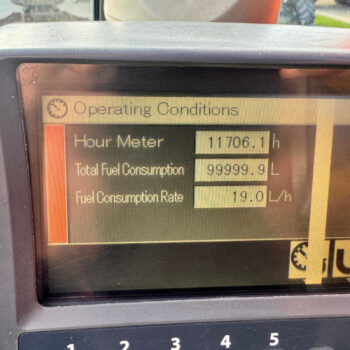 Operating Conditions
Hour Meter 11706.1 h
Total Fuel Consumption 99999.9 L
Fuel Consumption Rate 19.0 L/h
1 2 3 4 5